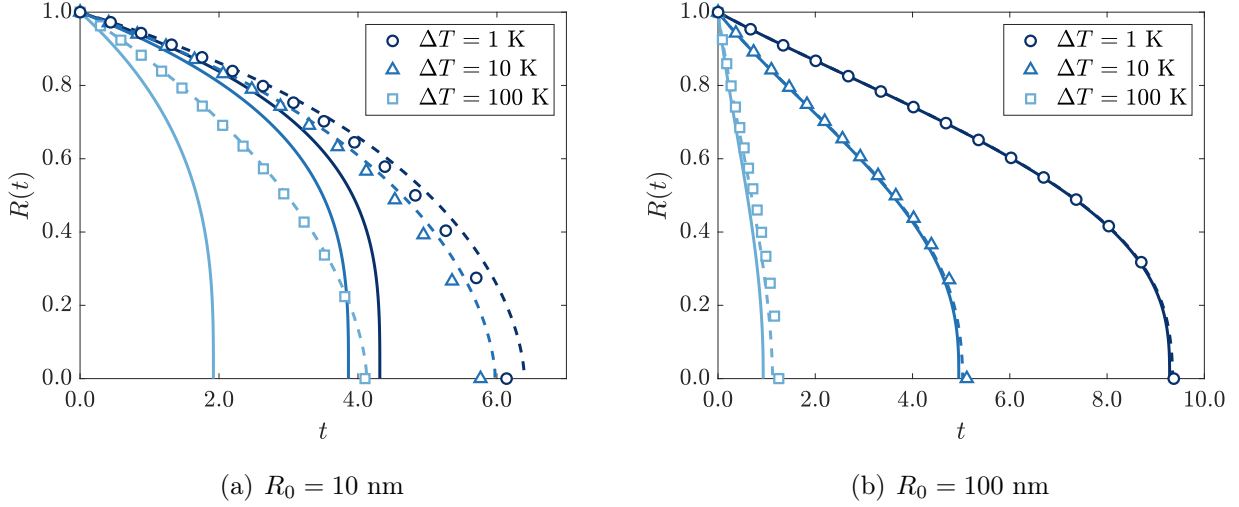 1.0
0.8
0.6
0.4
0.2
0.0
R(t)
0.0 2.0 4.0 6.0
t
ΔT = 1 K
ΔT = 10 K
ΔT = 100 K
(a) R₀ = 10 nm
1.0
0.8
0.6
0.4
0.2
0.0
R(t)
0.0 2.0 4.0 6.0 8.0 10.0
t
ΔT = 1 K
ΔT = 10 K
ΔT = 100 K
(b) R₀ = 100 nm